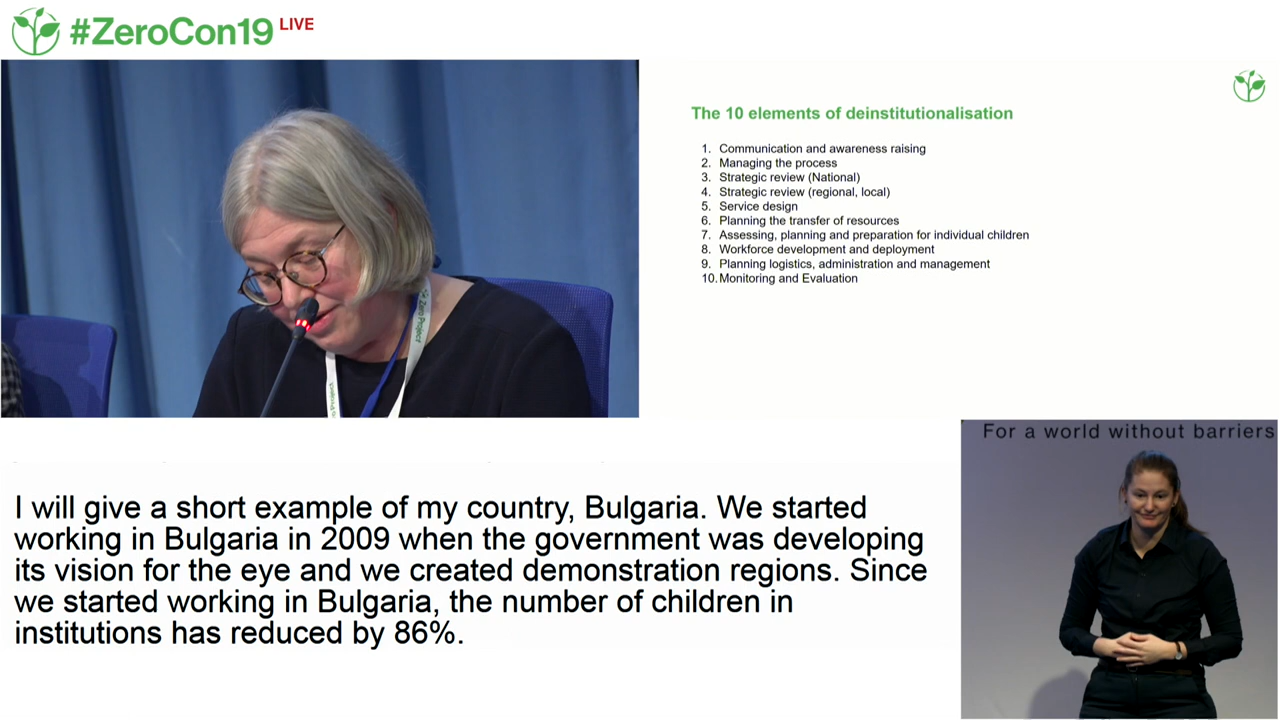 #ZeroCon19 LIVE
The 10 elements of deinstitutionalisation
1. Communication and awareness raising
2. Managing the process
3. Strategic review (National)
4. Strategic review (regional, local)
5. Service design
6. Planning the transfer of resources
7. Assessing, planning and preparation for individual children
8. Workforce development and deployment
9. Planning logistics, administration and management
10. Monitoring and Evaluation
Zero Project
For a world without barriers
I will give a short example of my country, Bulgaria. We started
working in Bulgaria in 2009 when the government was developing
its vision for the eye and we created demonstration regions. Since
we started working in Bulgaria, the number of children in
institutions has reduced by 86%.